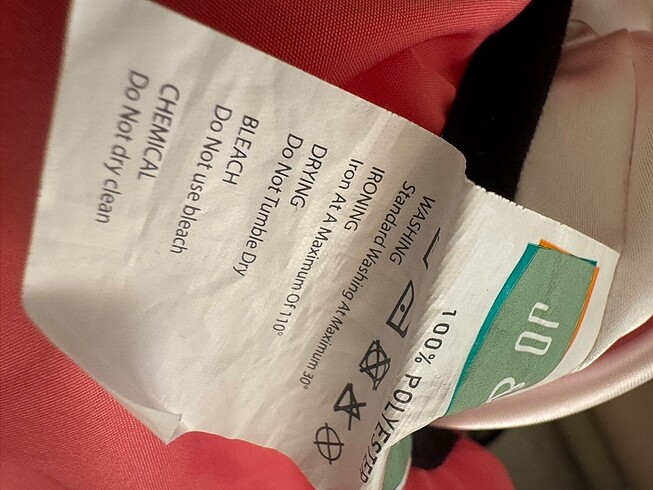 JO
&
100% POLYESTER
WASHING
Standard Washing At Maximum 30°
IRONING
Iron At A Maximum Of 110°
DRYING
Do Not Tumble Dry
BLEACH
Do Not use bleach
CHEMICAL
Do Not dry clean